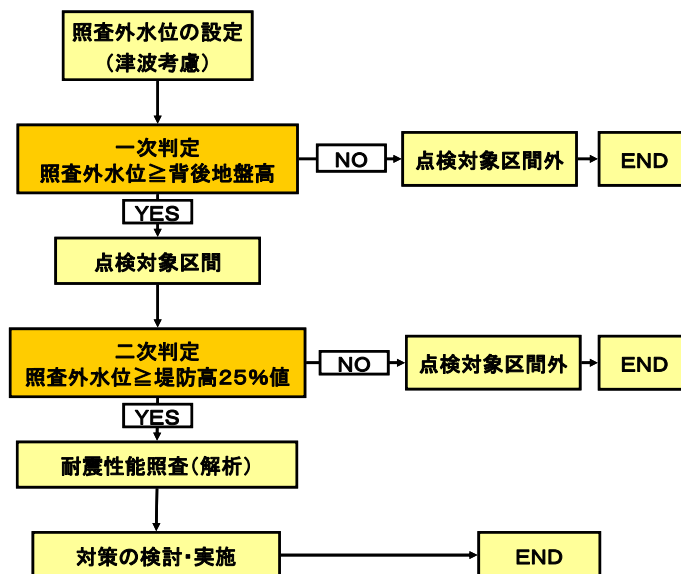 照査外水位の設定
（津波考慮）
一次判定
照査外水位≧背後地盤高
NO
点検対象区間外
END
YES
点検対象区間
二次判定
照査外水位≧堤防高25%値
NO
点検対象区間外
END
YES
耐震性能照査（解析）
対策の検討・実施
END